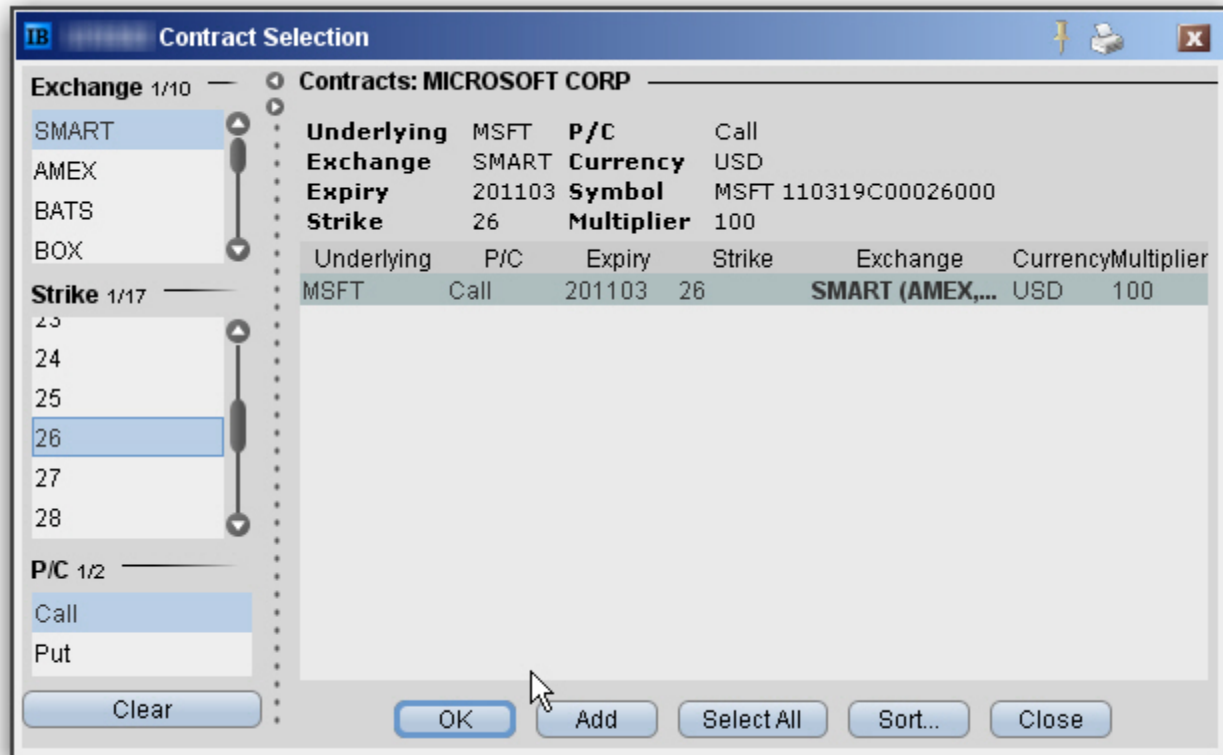 IB Contract Selection
Exchange 1/10
SMART
AMEX
BATS
BOX
Strike 1/17
23
24
25
26
27
28
P/C 1/2
Call
Put
Clear
Contracts: MICROSOFT CORP
Underlying MSFT P/C Call
Exchange SMART Currency USD
Expiry 201103 Symbol MSFT 110319C00026000
Strike 26 Multiplier 100
Underlying P/C Expiry Strike Exchange Currency Multiplier
MSFT Call 201103 26 SMART (AMEX,... USD 100
OK Add Select All Sort... Close